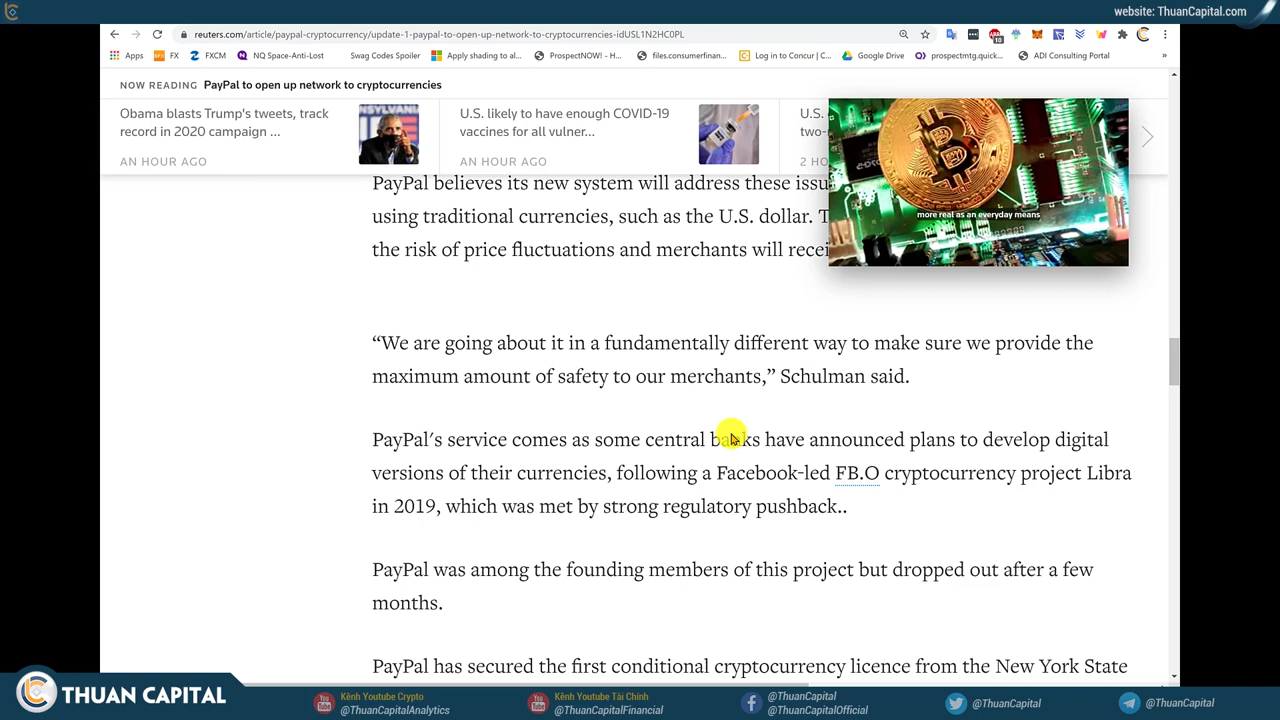 website: ThuanCapital.com
reuters.com/article/paypal-cryptocurrency/update-1-paypal-to-open-up-network-to-cryptocurrencies-idUSL1N2HC0PL
Apps FX FXCM NQ Space-Anti-Lost Swag Codes Spoiler Apply shading to al... ProspectNOW! - H... files.consumerfinan... Log in to Concur | C... Google Drive prospectmtg.quick... ADI Consulting Portal »
NOW READING PayPal to open up network to cryptocurrencies
Obama blasts Trump's tweets, track
record in 2020 campaign ...
AN HOUR AGO
U.S. likely to have enough COVID-19
vaccines for all vulner...
AN HOUR AGO
U.S.
two-
2 HO
more real as an everyday means
PayPal believes its new system will address these issu
using traditional currencies, such as the U.S. dollar. T
the risk of price fluctuations and merchants will recei
“We are going about it in a fundamentally different way to make sure we provide the
maximum amount of safety to our merchants,” Schulman said.
PayPal’s service comes as some central banks have announced plans to develop digital
versions of their currencies, following a Facebook-led FB.O cryptocurrency project Libra
in 2019, which was met by strong regulatory pushback..
PayPal was among the founding members of this project but dropped out after a few
months.
PayPal has secured the first conditional cryptocurrency licence from the New York State
THUAN CAPITAL
Kênh Youtube Crypto
@ThuanCapitalAnalytics
Kênh Youtube Tài Chính
@ThuanCapitalFinancial
@ThuanCapital
@ThuanCapitalOfficial
@ThuanCapital
@ThuanCapital